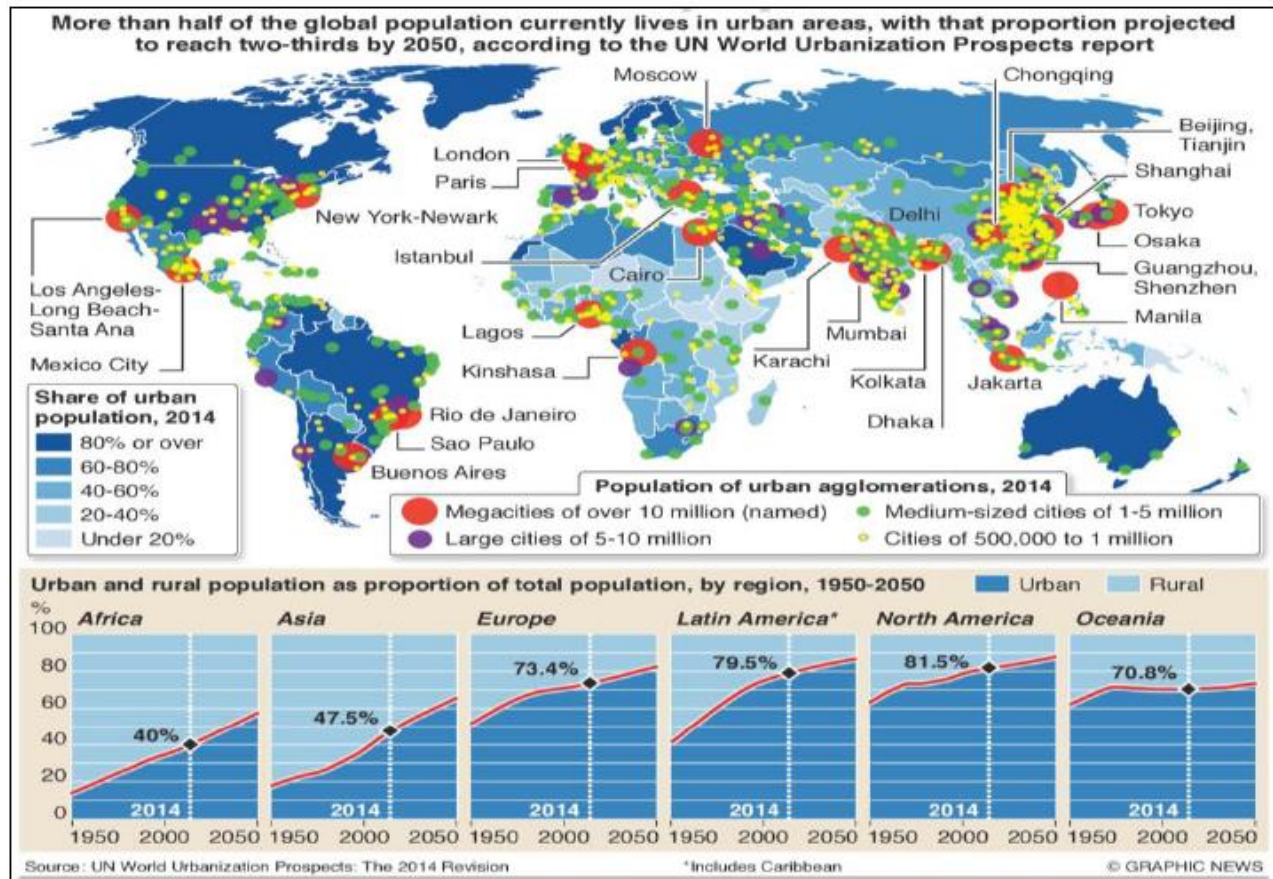 More than half of the global population currently lives in urban areas, with that proportion projected
to reach two-thirds by 2050, according to the UN World Urbanization Prospects report
Moscow
Chongqing
Beijing,
Tianjin
London
Paris
Shanghai
New York-Newark
Delhi
Tokyo
Istanbul
Osaka
Cairo
Guangzhou,
Shenzhen
Los Angeles-
Long Beach-
Santa Ana
Lagos
Mumbai
Manila
Mexico City
Kinshasa
Karachi
Kolkata
Jakarta
Dhaka
Rio de Janeiro
Sao Paulo
Buenos Aires
Share of urban
population, 2014
80% or over
60-80%
40-60%
20-40%
Under 20%
Population of urban agglomerations, 2014
Megacities of over 10 million (named)
Medium-sized cities of 1-5 million
Large cities of 5-10 million
Cities of 500,000 to 1 million
Urban and rural population as proportion of total population, by region, 1950-2050
Urban
Rural
%
100
80
60
40
20
0
Africa
40%
2014
1950 2000 2050
Asia
47.5%
2014
1950 2000 2050
Europe
73.4%
2014
1950 2000 2050
Latin America*
79.5%
2014
1950 2000 2050
North America
81.5%
2014
1950 2000 2050
Oceania
70.8%
2014
1950 2000 2050
Source: UN World Urbanization Prospects: The 2014 Revision
*Includes Caribbean
© GRAPHIC NEWS